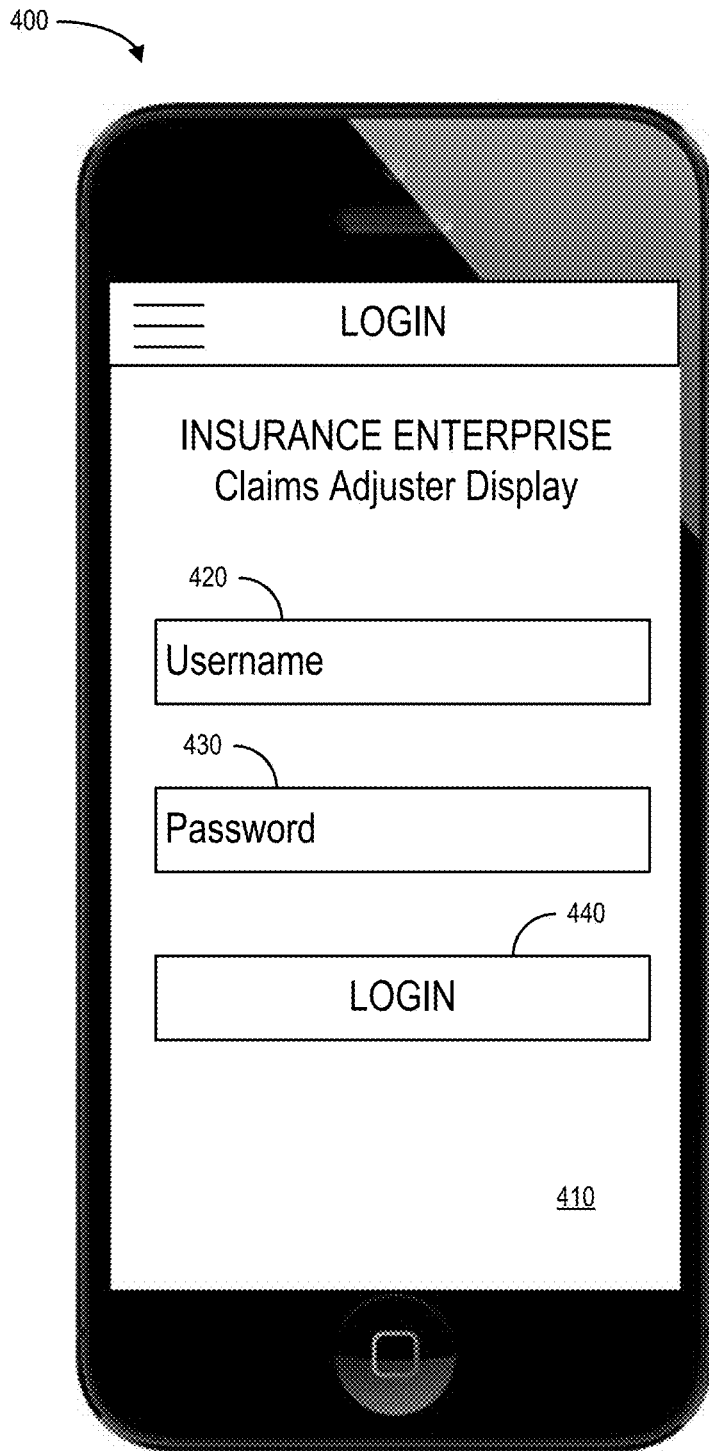 400
LOGIN
INSURANCE ENTERPRISE
Claims Adjuster Display
420
Username
430
Password
440
LOGIN
410